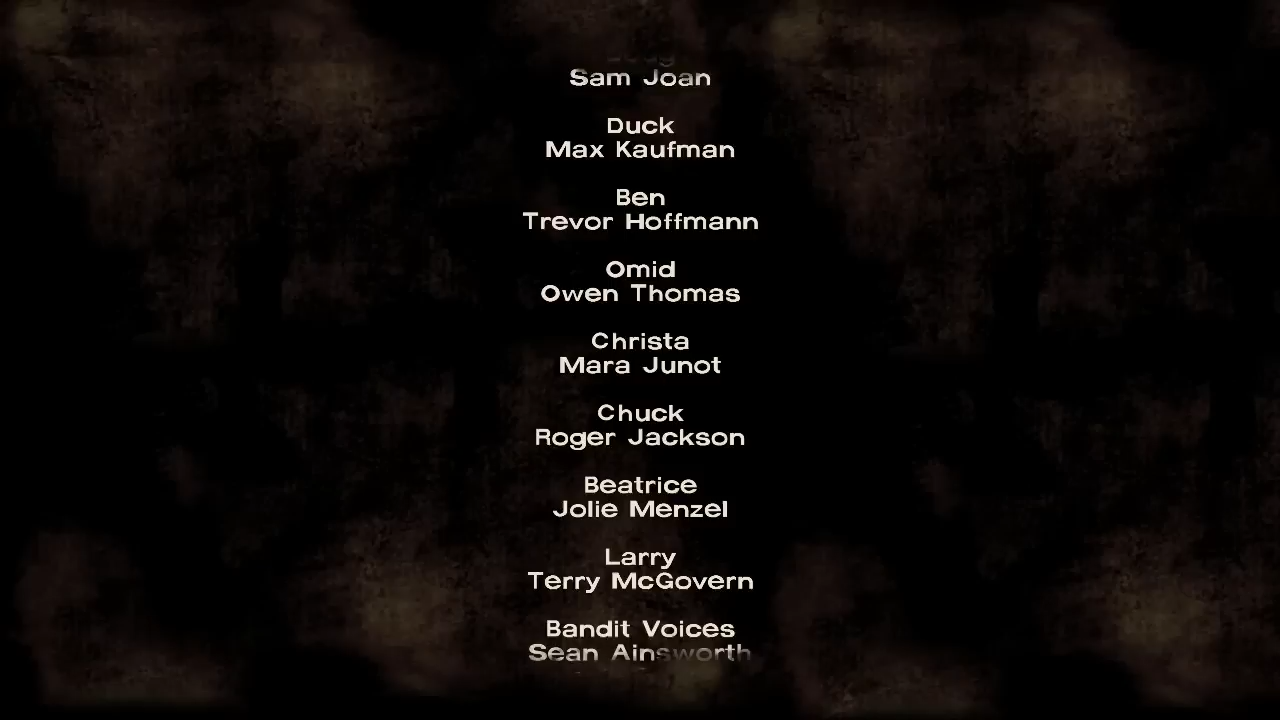 Sam Joan
Duck
Max Kaufman
Ben
Trevor Hoffmann
Omid
Owen Thomas
Christa
Mara Junot
Chuck
Roger Jackson
Beatrice
Jolie Menzel
Larry
Terry McGovern
Bandit Voices
Sean Ainsworth